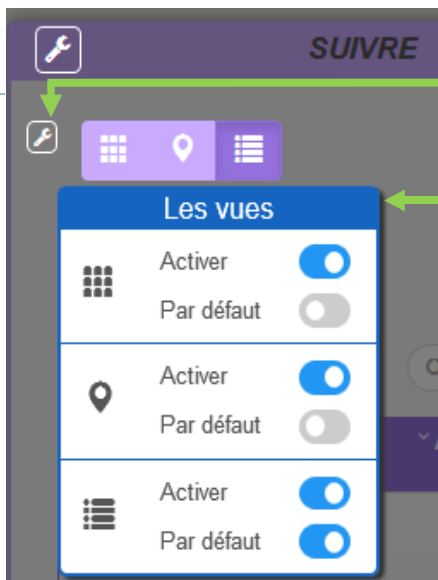 SUIVRE
Les vues
Activer
Par défaut
Activer
Par défaut
Activer
Par défaut